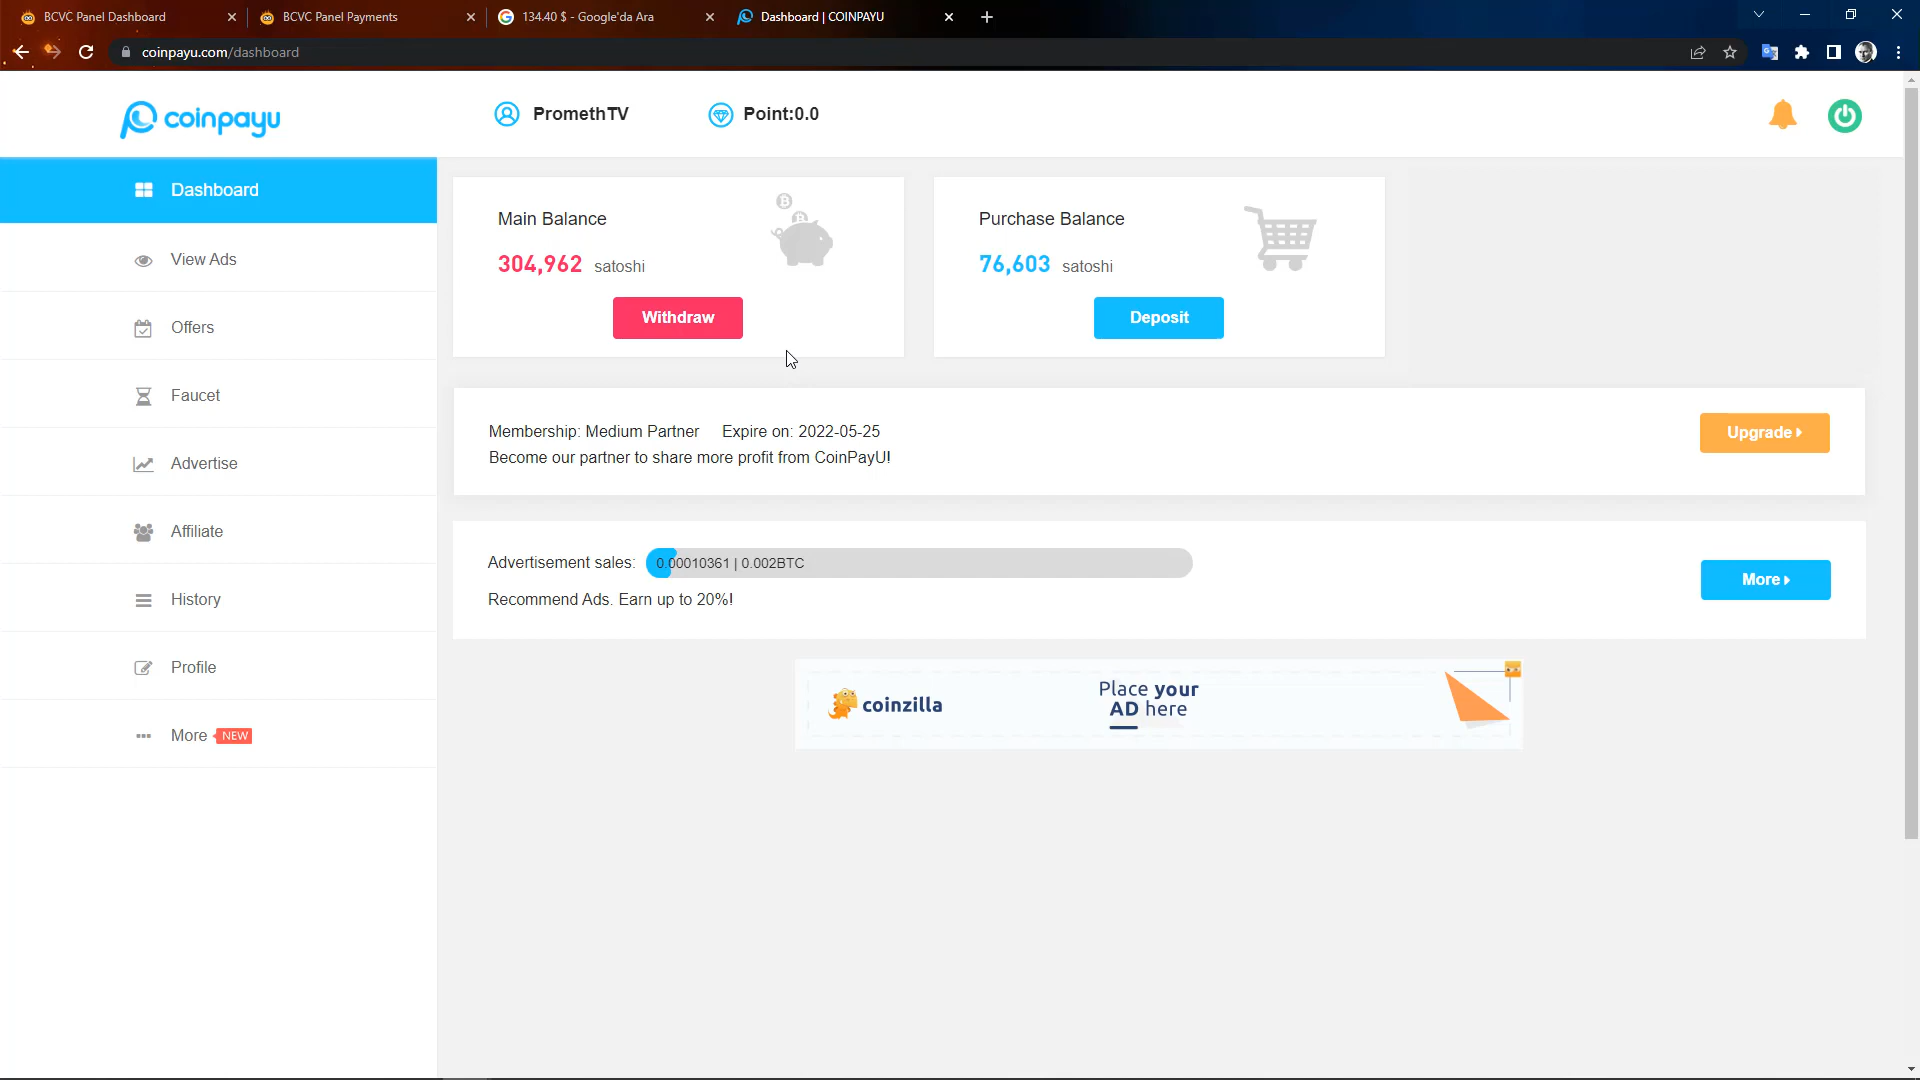 BCVC Panel Dashboard
BCVC Panel Payments
134.40 $ - Google'da Ara
Dashboard | COINPAYU
coinpayu.com/dashboard
coinpayu
PromethTV
Point:0.0
Dashboard
View Ads
Offers
Faucet
Advertise
Affiliate
History
Profile
More NEW
Main Balance
304,962 satoshi
Withdraw
Purchase Balance
76,603 satoshi
Deposit
Membership: Medium Partner Expire on: 2022-05-25
Become our partner to share more profit from CoinPayU!
Upgrade
Advertisement sales: 0.00010361 | 0.002BTC
Recommend Ads. Earn up to 20%!
More
coinzilla
Place your
AD here